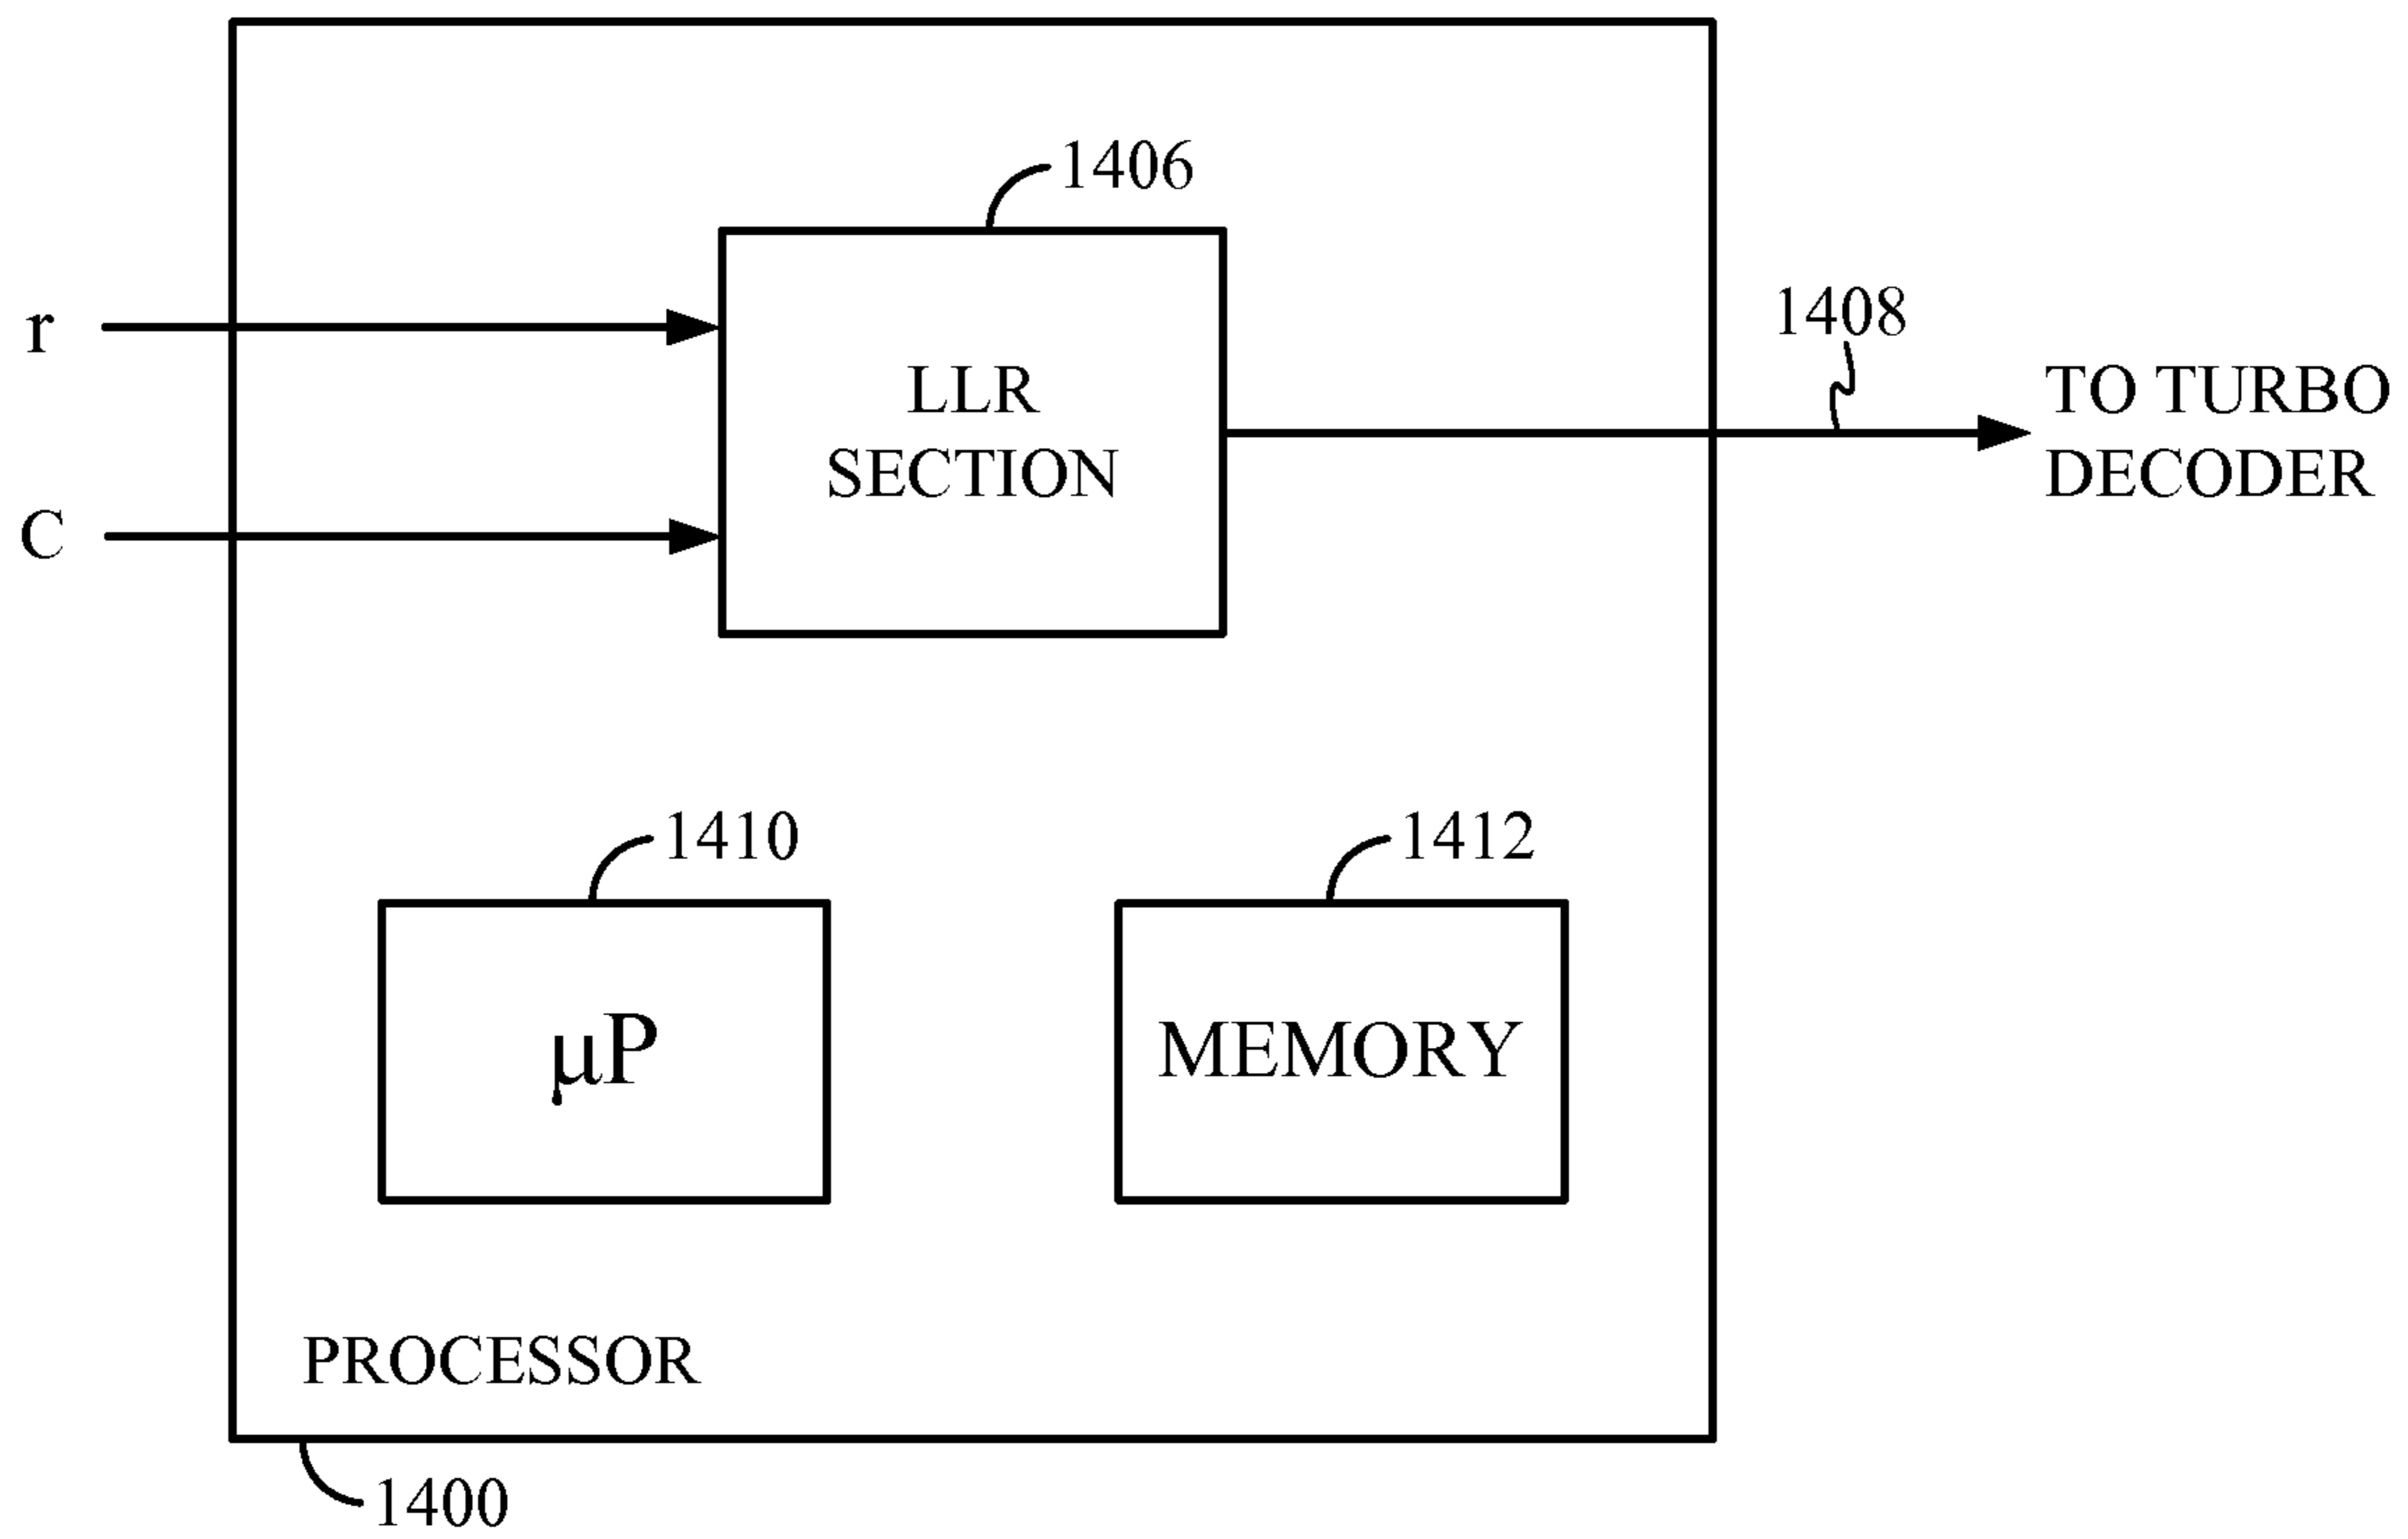 1406
r
LLR
SECTION
C
1408
TO TURBO
DECODER
1410
µP
1412
MEMORY
PROCESSOR
1400